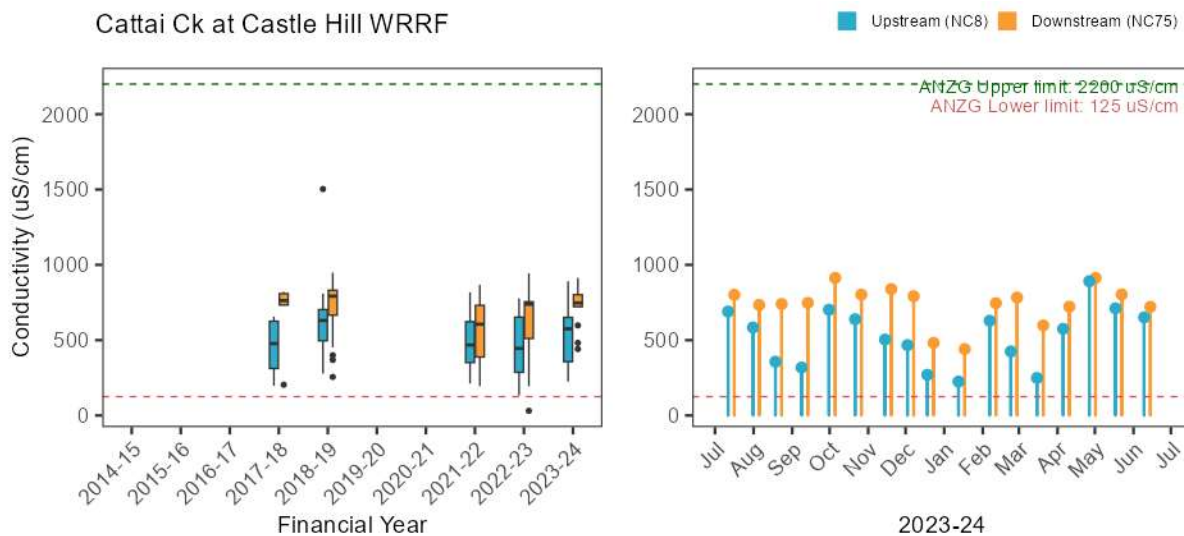 Cattai Ck at Castle Hill WRRF
Upstream (NC8) Downstream (NC75)
ANZG Upper limit: 2200 uS/cm
ANZG Lower limit: 125 uS/cm
Conductivity (uS/cm)
2000
1500
1000
500
0
2014-15 2015-16 2016-17 2017-18 2018-19 2019-20 2020-21 2021-22 2022-23 2023-24
Financial Year
2000
1500
1000
500
0
Jul Aug Sep Oct Nov Dec Jan Feb Mar Apr May Jun Jul
2023-24